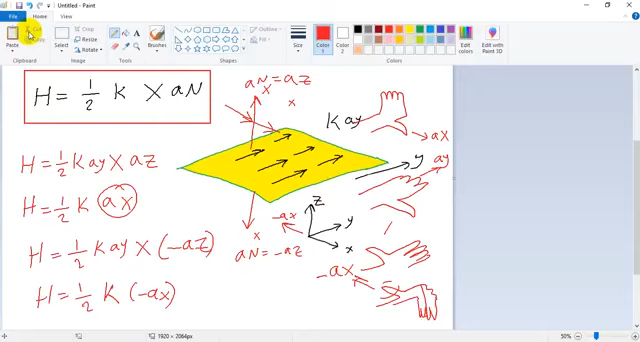 Untitled - Paint
File Home View
Cut
Paste
Clipboard
Select
Crop
Resize
Rotate
Image
Tools
Brushes
Outline
Fill
Shapes
Size
Color 1
Color 2
Colors
Edit colors
Edit with Paint 3D
H = 1/2 K X aN
aN = aZ
x
x
K ay
aX
H = 1/2 K ay X aZ
y
ay
H = 1/2 K aX
Z
-ax
y
x
x
aN = -aZ
H = 1/2 K ay X (-aZ)
-aX
H = 1/2 K (-ax)
1920 × 2064px
50%